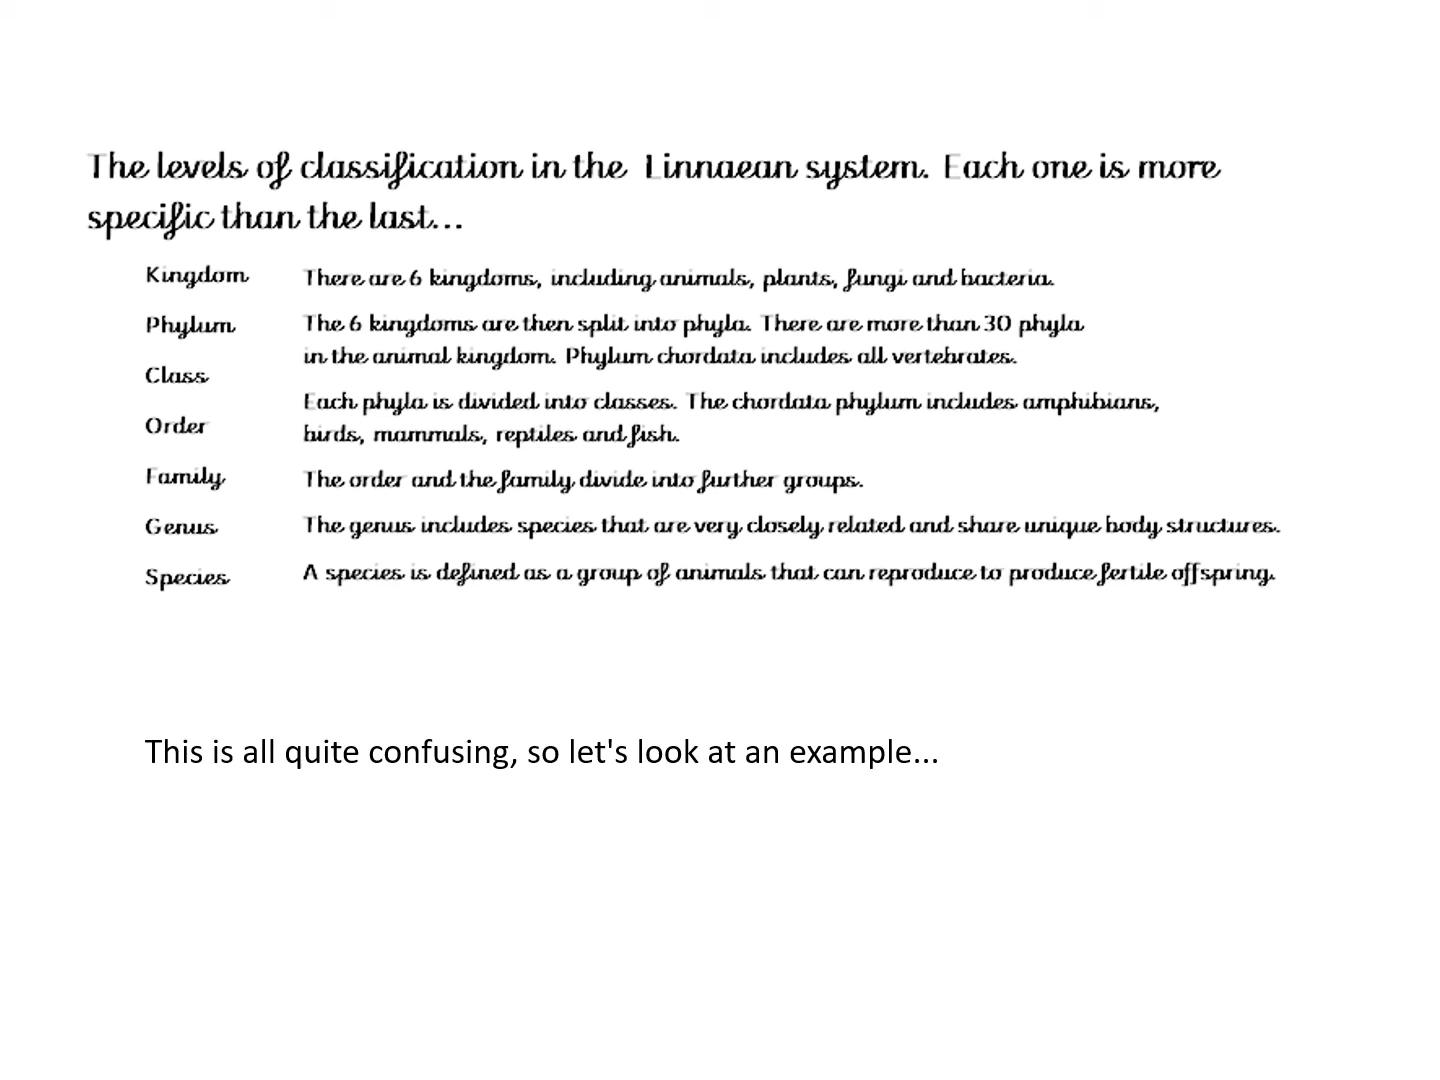 The levels of classification in the Linnaean system. Each one is more
specific than the last...
Kingdom
There are 6 kingdoms, including animals, plants, fungi and bacteria.
Phylum
The 6 kingdoms are then split into phyla. There are more than 30 phyla
in the animal kingdom. Phylum chordata includes all vertebrates.
Class
Each phyla is divided into classes. The chordata phylum includes amphibians,
birds, mammals, reptiles and fish.
Order
Family
The order and the family divide into further groups.
Genus
The genus includes species that are very closely related and share unique body structures.
Species
A species is defined as a group of animals that can reproduce to produce fertile offspring.
This is all quite confusing, so let's look at an example...